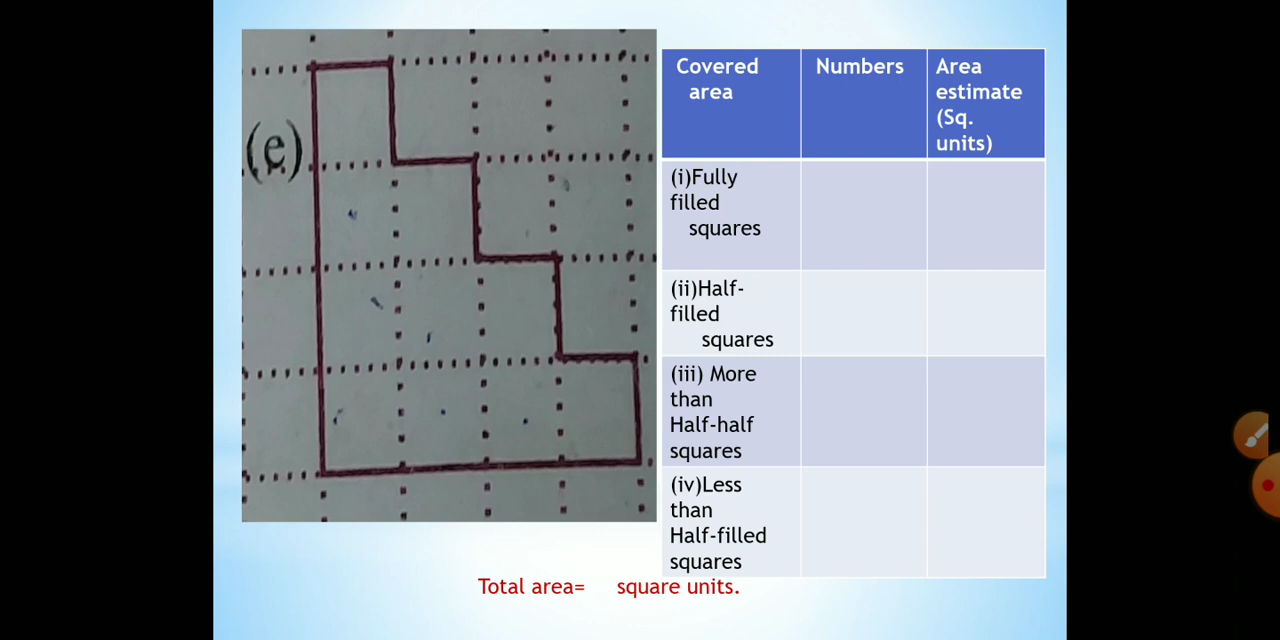 (e)
Covered
area
Numbers
Area
estimate
(Sq.
units)
(i)Fully
filled
squares
(ii)Half-
filled
squares
(iii) More
than
Half-half
squares
(iv)Less
than
Half-filled
squares
Total area= square units.